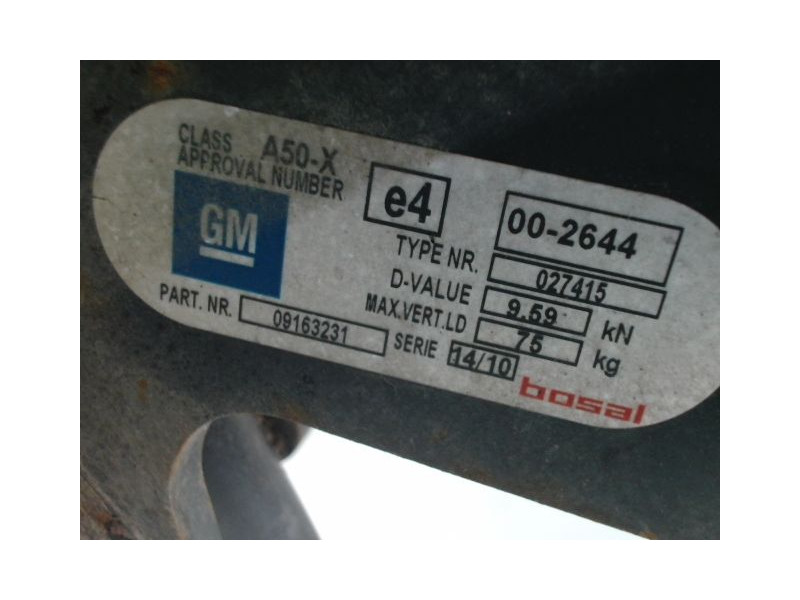 CLASS A50-X
APPROVAL NUMBER e4 00-2644
GM
TYPE NR. 027415
D-VALUE 9.59 kN
MAX.VERT.LD 75 kg
PART. NR. 09163231 SERIE 14/10
bosal